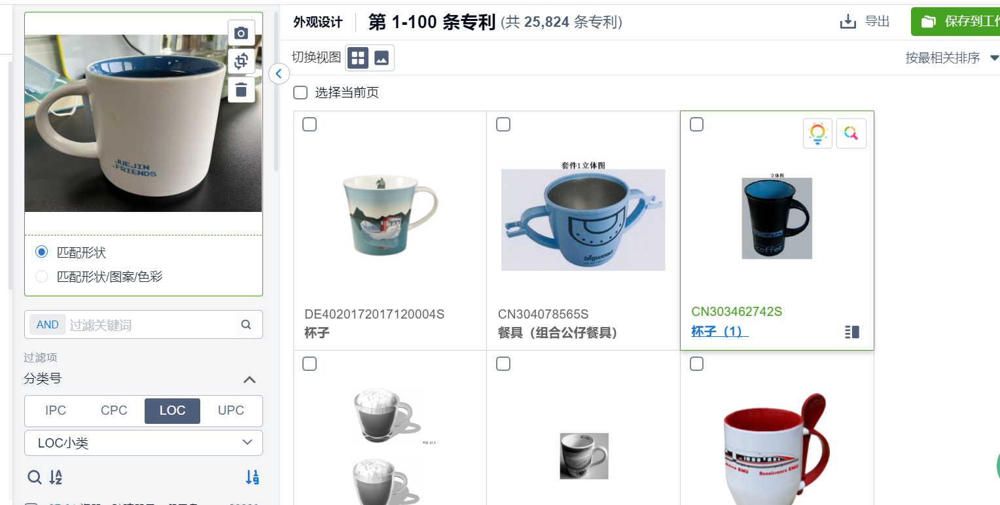 外观设计
第 1-100 条专利 (共 25,824 条专利)
导出
保存到工作
切换视图
按最相关排序
选择当前页
JUEJIN
FRIENDS
匹配形状
匹配形状/图案/色彩
AND 过滤关键词
过滤项
分类号
IPC CPC LOC UPC
LOC小类
套件1立体图
bigwood
DE402017201712​0004S
杯子
CN304078565S
餐具（组合公仔餐具）
立体图
coffee
CN303462742S
杯子（1）
FIG. 21.1
Renaissance EMU